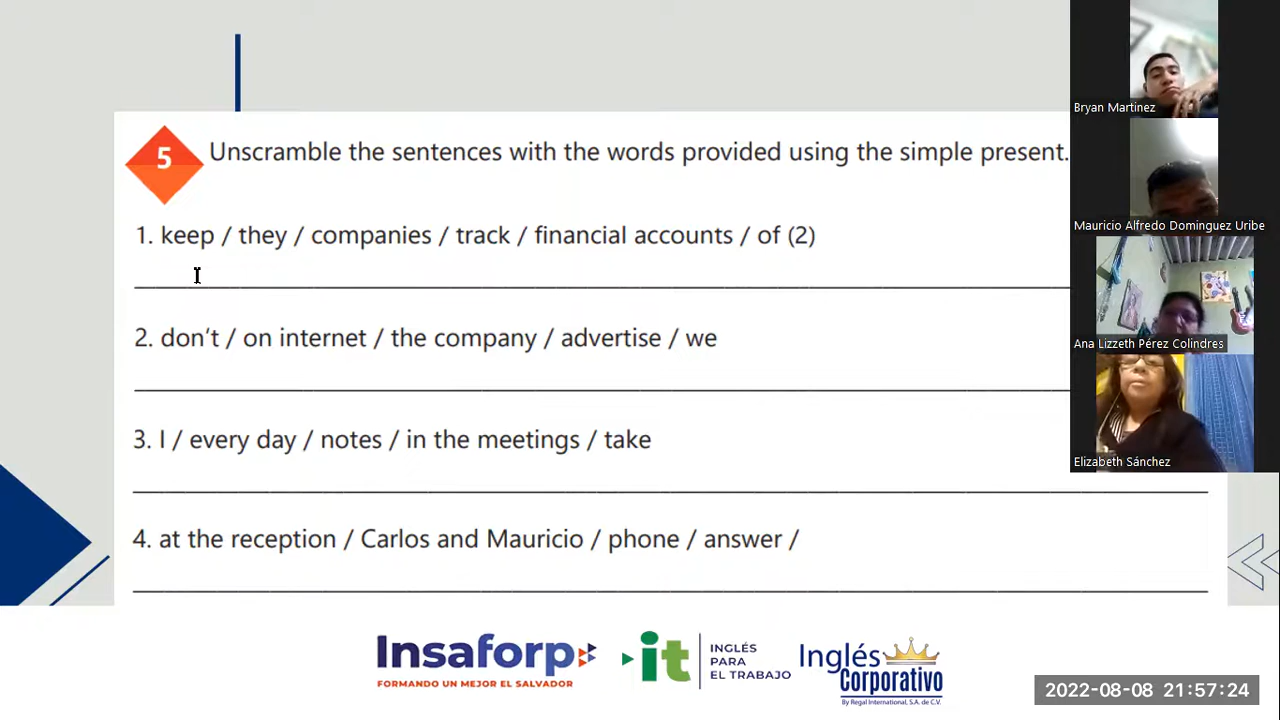 5
Unscramble the sentences with the words provided using the simple present.
1. keep / they / companies / track / financial accounts / of (2)
2. don't / on internet / the company / advertise / we
3. I / every day / notes / in the meetings / take
4. at the reception / Carlos and Mauricio / phone / answer /
Bryan Martinez
Mauricio Alfredo Dominguez Uribe
Ana Lizzeth Pérez Colindres
Elizabeth Sánchez
Insaforp
FORMANDO UN MEJOR EL SALVADOR
it
INGLÉS
PARA
EL TRABAJO
Inglés
Corporativo
By Regal International, S.A. de C.V.
2022-08-08 21:57:24